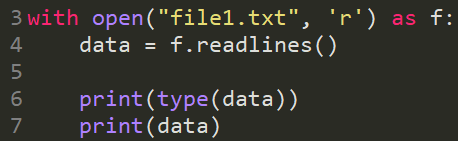 3 with open("file1.txt", 'r') as f:
4     data = f.readlines()
5
6     print(type(data))
7     print(data)